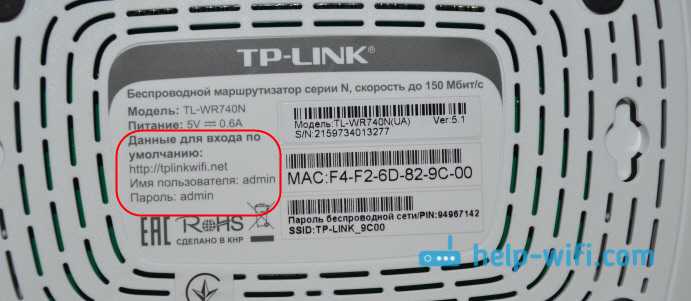 TP-LINK®
Беспроводной маршрутизатор серии N, скорость до 150 Мбит/с
Модель: TL-WR740N
Питание: 5V ⎓ 0.6A
Данные для входа по
умолчанию:
http://tplinkwifi.net
Имя пользователя: admin
Пароль: admin
EAC RoHS
СДЕЛАНО В КНР
Модель:TL-WR740N(UA) Ver:5.1
S/N:2159734013277
MAC:F4-F2-6D-82-9C-00
Пароль беспроводной сети/PIN:94967142
SSID:TP-LINK_9C00
help-wifi.com